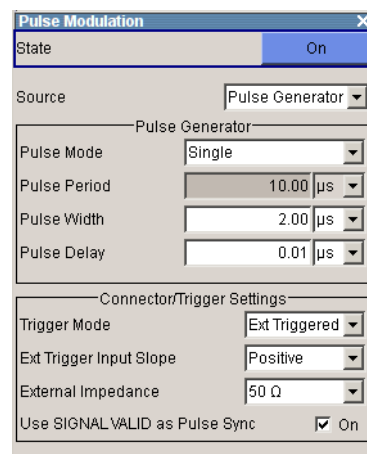 Pulse Modulation X
State On
Source Pulse Generator
Pulse Generator
Pulse Mode Single
Pulse Period 10.00 µs
Pulse Width 2.00 µs
Pulse Delay 0.01 µs
Connector/Trigger Settings
Trigger Mode Ext Triggered
Ext Trigger Input Slope Positive
External Impedance 50 Ω
Use SIGNAL VALID as Pulse Sync On